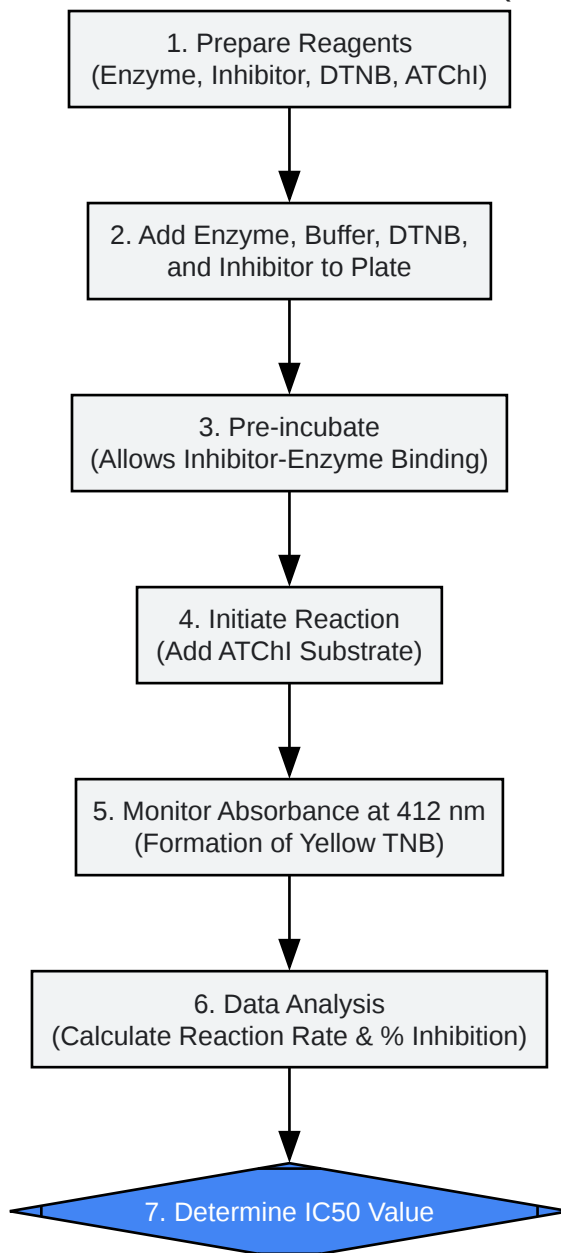 1. Prepare Reagents
(Enzyme, Inhibitor, DTNB, ATChI)
2. Add Enzyme, Buffer, DTNB,
and Inhibitor to Plate
3. Pre-incubate
(Allows Inhibitor-Enzyme Binding)
4. Initiate Reaction
(Add ATChI Substrate)
5. Monitor Absorbance at 412 nm
(Formation of Yellow TNB)
6. Data Analysis
(Calculate Reaction Rate & % Inhibition)
7. Determine IC50 Value